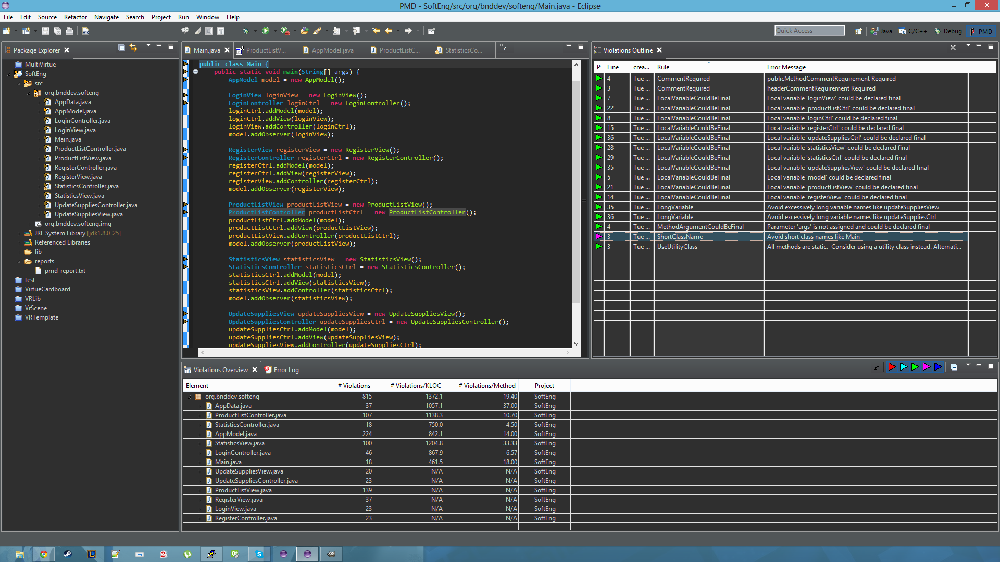 PMD - SoftEng/src/org/bnddev/softeng/Main.java - Eclipse
File Edit Source Refactor Navigate Search Project Run Window Help
Quick Access
Java C/C++ Debug PMD
Package Explorer
MultiVirtue
SoftEng
src
org.bnddev.softeng
AppData.java
AppModel.java
LoginController.java
LoginView.java
Main.java
ProductListController.java
ProductListView.java
RegisterController.java
RegisterView.java
StatisticsController.java
StatisticsView.java
UpdateSuppliesController.java
UpdateSuppliesView.java
org.bnddev.softeng.img
JRE System Library [jdk1.8.0_25]
Referenced Libraries
lib
reports
pmd-report.txt
test
VirtueCardboard
VRLib
VrScene
VRTemplate
Main.java ProductListV... AppModel.java ProductListC... StatisticsCo... »7
public class Main {
public static void main(String[] args) {
AppModel model = new AppModel();
LoginView loginView = new LoginView();
LoginController loginCtrl = new LoginController();
loginCtrl.addModel(model);
loginCtrl.addView(loginView);
loginView.addController(loginCtrl);
model.addObserver(loginView);
RegisterView registerView = new RegisterView();
RegisterController registerCtrl = new RegisterController();
registerCtrl.addModel(model);
registerCtrl.addView(registerView);
registerView.addController(registerCtrl);
model.addObserver(registerView);
ProductListView productListView = new ProductListView();
ProductListController productListCtrl = new ProductListController();
productListCtrl.addModel(model);
productListCtrl.addView(productListView);
productListView.addController(productListCtrl);
model.addObserver(productListView);
StatisticsView statisticsView = new StatisticsView();
StatisticsController statisticsCtrl = new StatisticsController();
statisticsCtrl.addModel(model);
statisticsCtrl.addView(statisticsView);
statisticsView.addController(statisticsCtrl);
model.addObserver(statisticsView);
UpdateSuppliesView updateSuppliesView = new UpdateSuppliesView();
UpdateSuppliesController updateSuppliesCtrl = new UpdateSuppliesController();
updateSuppliesCtrl.addModel(model);
updateSuppliesCtrl.addView(updateSuppliesView);
updateSuppliesView.addController(updateSuppliesCtrl);
Violations Outline
P Line crea... Rule Error Message
4 Tue ... CommentRequired publicMethodCommentRequirement Required
3 Tue ... CommentRequired headerCommentRequirement Required
7 Tue ... LocalVariableCouldBeFinal Local variable 'loginView' could be declared final
22 Tue ... LocalVariableCouldBeFinal Local variable 'productListCtrl' could be declared final
8 Tue ... LocalVariableCouldBeFinal Local variable 'loginCtrl' could be declared final
15 Tue ... LocalVariableCouldBeFinal Local variable 'registerCtrl' could be declared final
36 Tue ... LocalVariableCouldBeFinal Local variable 'updateSuppliesCtrl' could be declared final
28 Tue ... LocalVariableCouldBeFinal Local variable 'statisticsView' could be declared final
29 Tue ... LocalVariableCouldBeFinal Local variable 'statisticsCtrl' could be declared final
35 Tue ... LocalVariableCouldBeFinal Local variable 'updateSuppliesView' could be declared final
5 Tue ... LocalVariableCouldBeFinal Local variable 'model' could be declared final
21 Tue ... LocalVariableCouldBeFinal Local variable 'productListView' could be declared final
14 Tue ... LocalVariableCouldBeFinal Local variable 'registerView' could be declared final
35 Tue ... LongVariable Avoid excessively long variable names like updateSuppliesView
36 Tue ... LongVariable Avoid excessively long variable names like updateSuppliesCtrl
4 Tue ... MethodArgumentCouldBeFinal Parameter 'args' is not assigned and could be declared final
3 Tue ... ShortClassName Avoid short class names like Main
3 Tue ... UseUtilityClass All methods are static. Consider using a utility class instead. Alternati...
Violations Overview Error Log
Element # Violations # Violations/KLOC # Violations/Method Project
org.bnddev.softeng 815 1372.1 19.40 SoftEng
AppData.java 37 1057.1 37.00 SoftEng
ProductListController.java 107 1138.3 10.70 SoftEng
StatisticsController.java 18 750.0 4.50 SoftEng
AppModel.java 224 842.1 14.00 SoftEng
StatisticsView.java 100 1204.8 33.33 SoftEng
LoginController.java 46 867.9 6.57 SoftEng
Main.java 18 461.5 18.00 SoftEng
UpdateSuppliesView.java 20 N/A N/A SoftEng
UpdateSuppliesController.java 23 N/A N/A SoftEng
ProductListView.java 139 N/A N/A SoftEng
RegisterView.java 37 N/A N/A SoftEng
LoginView.java 23 N/A N/A SoftEng
RegisterController.java 23 N/A N/A SoftEng